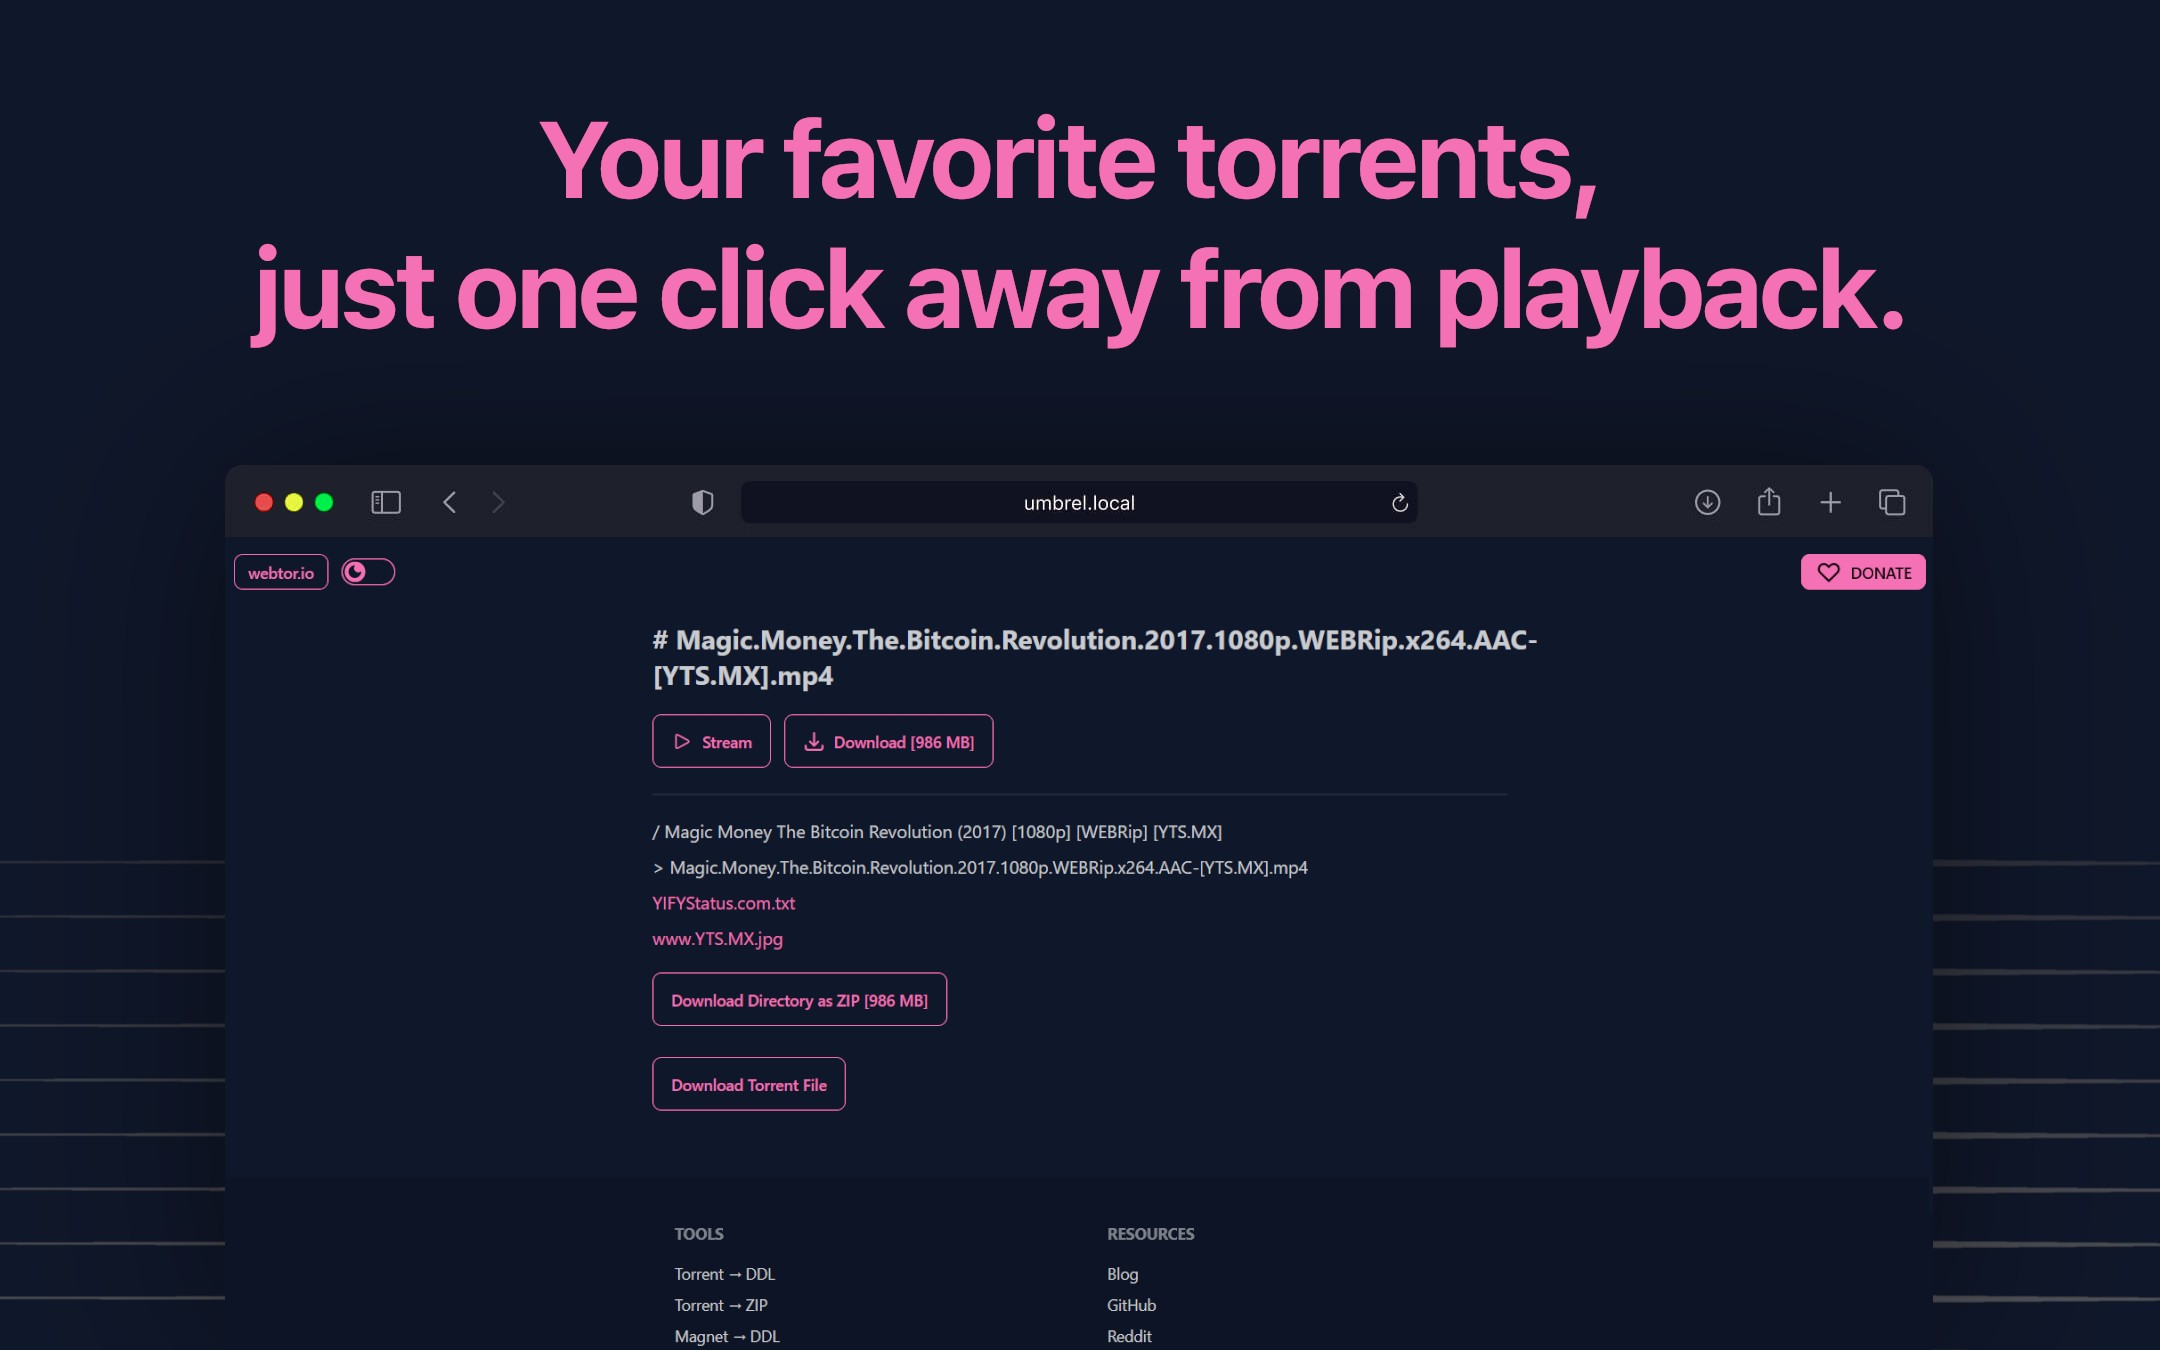 Your favorite torrents,
just one click away from playback.
umbrel.local
webtor.io
DONATE
# Magic.Money.The.Bitcoin.Revolution.2017.1080p.WEBRip.x264.AAC-
[YTS.MX].mp4
Stream
Download [986 MB]
/ Magic Money The Bitcoin Revolution (2017) [1080p] [WEBRip] [YTS.MX]
> Magic.Money.The.Bitcoin.Revolution.2017.1080p.WEBRip.x264.AAC-[YTS.MX].mp4
YIFYStatus.com.txt
www.YTS.MX.jpg
Download Directory as ZIP [986 MB]
Download Torrent File
TOOLS
Torrent → DDL
Torrent → ZIP
Magnet → DDL
RESOURCES
Blog
GitHub
Reddit